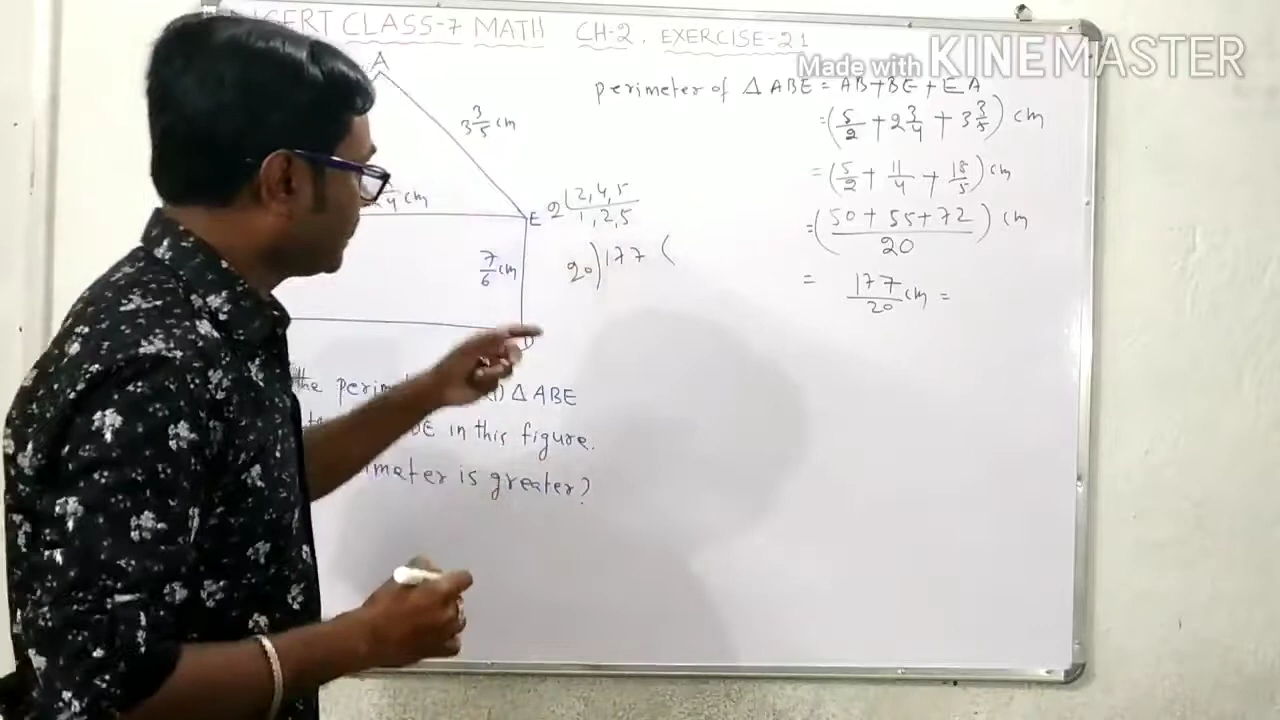 NCERT CLASS-7 MATH CH-2, EXERCISE-2.1
Made with KINEMASTER
A
3 3/5 cm
4 cm
E
7/6 cm
D
2 | 2, 4, 5
1, 2, 5
20 ) 177 (
the perim (i) Δ ABE
DE in this figure.
imeter is greater?
perimeter of Δ ABE = AB + BE + EA
= (5/2 + 2 3/4 + 3 3/5) cm
= (5/2 + 11/4 + 18/5) cm
= (50 + 55 + 72 / 20) cm
= 177/20 cm =